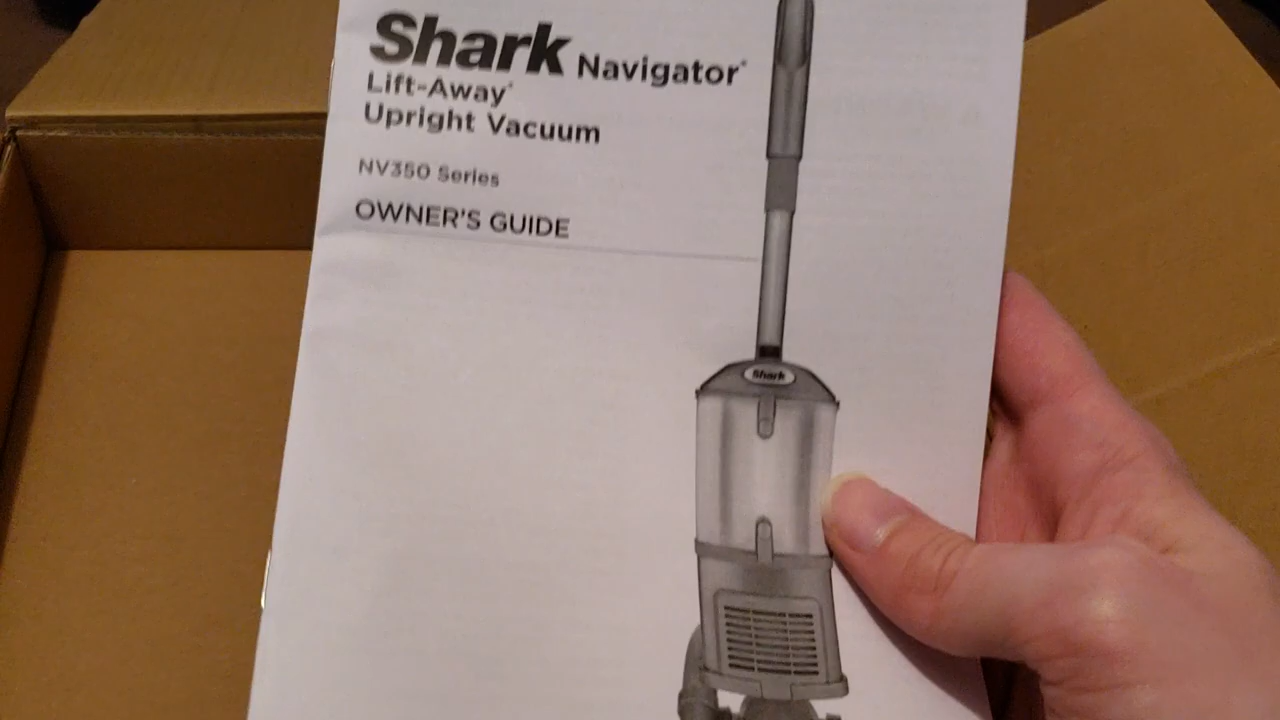 Shark Navigator®
Lift-Away®
Upright Vacuum
NV350 Series
OWNER'S GUIDE
Shark